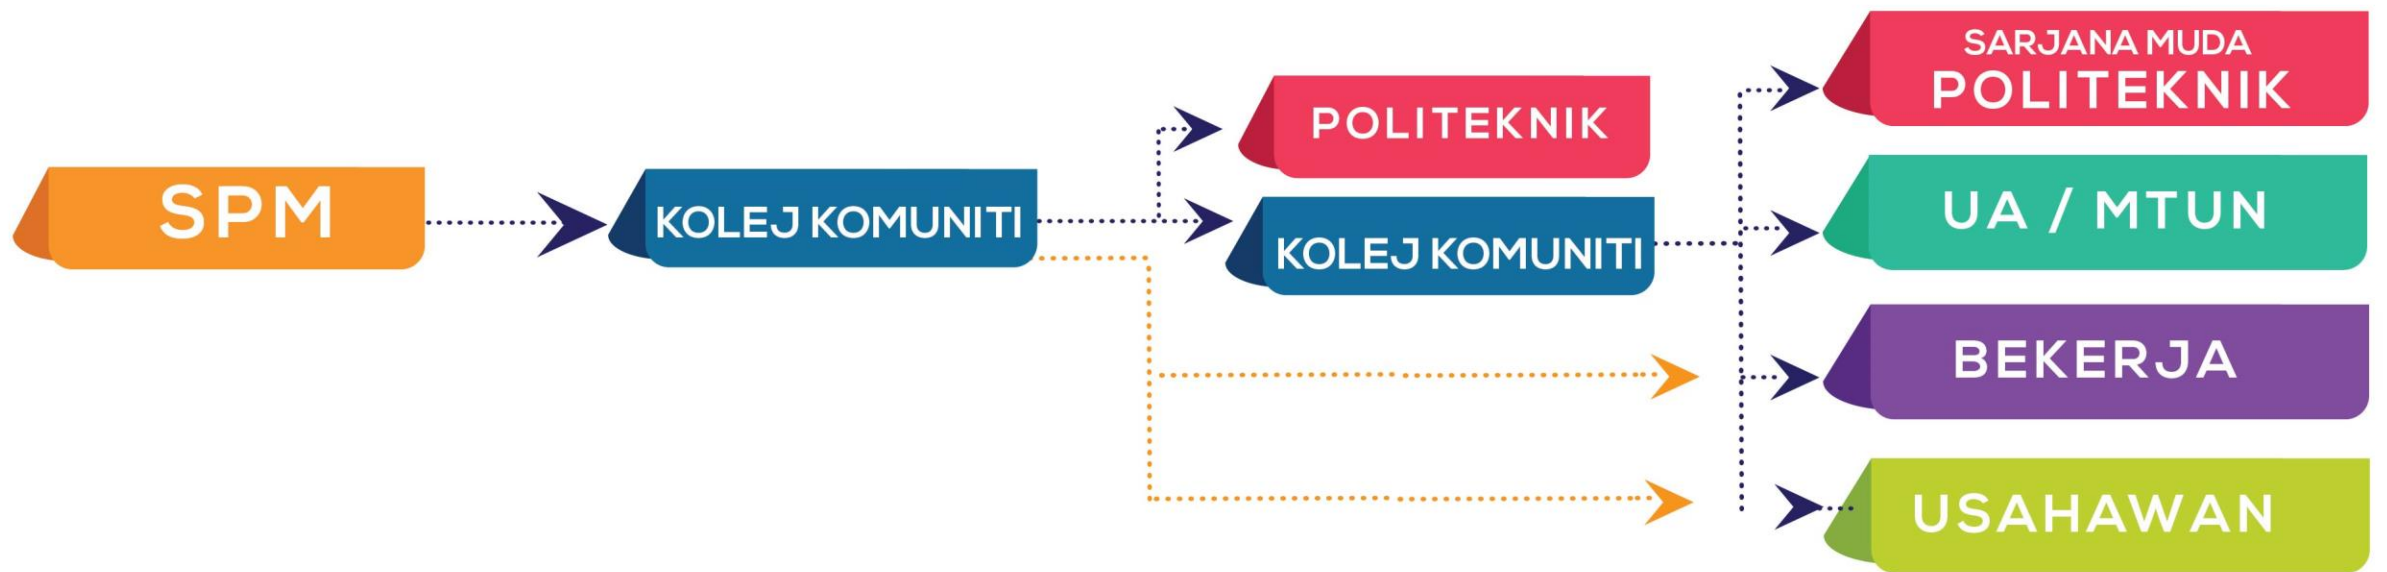 SPM
KOLEJ KOMUNITI
POLITEKNIK
KOLEJ KOMUNITI
SARJANA MUDA
POLITEKNIK
UA / MTUN
BEKERJA
USAHAWAN